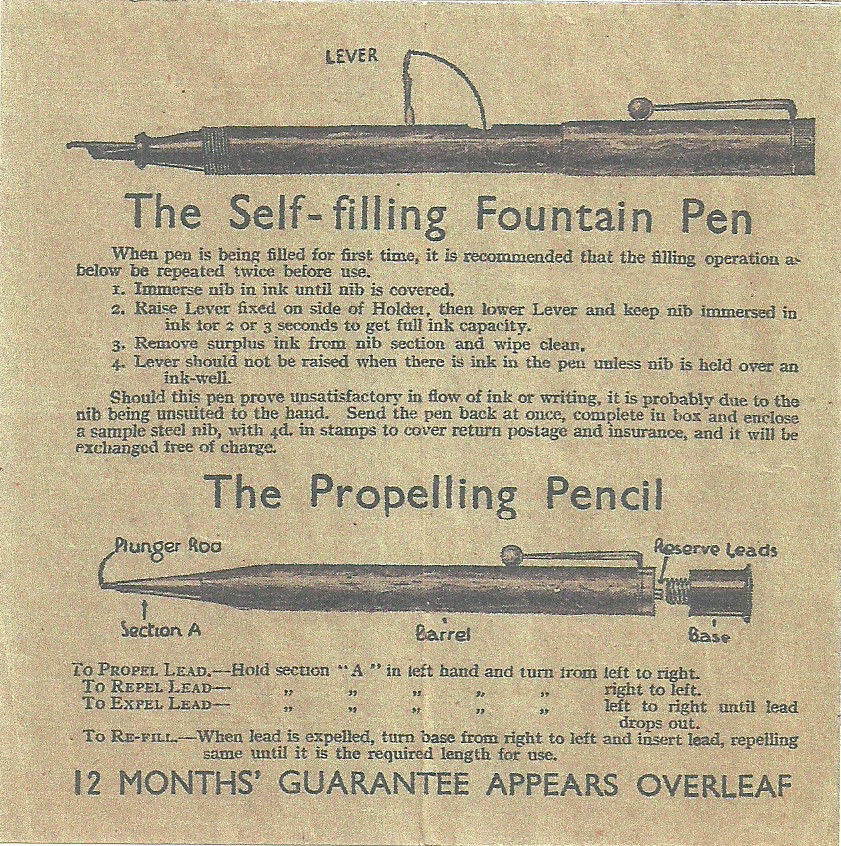 LEVER
The Self-filling Fountain Pen
When pen is being filled for first time, it is recommended that the filling operation as
below be repeated twice before use.
1. Immerse nib in ink until nib is covered.
2. Raise Lever fixed on side of Holder, then lower Lever and keep nib immersed in
ink for 2 or 3 seconds to get full ink capacity.
3. Remove surplus ink from nib section and wipe clean.
4. Lever should not be raised when there is ink in the pen unless nib is held over an
ink-well.
Should this pen prove unsatisfactory in flow of ink or writing, it is probably due to the
nib being unsuited to the hand. Send the pen back at once, complete in box and enclose
a sample steel nib, with 4d. in stamps to cover return postage and insurance, and it will be
exchanged free of charge.
The Propelling Pencil
Plunger Rod
Reserve Leads
Section A
Barrel
Base
To Propel Lead.—Hold section "A" in left hand and turn from left to right.
To Repel Lead— „ „ „ „ „ right to left.
To Expel Lead— „ „ „ „ „ left to right until lead
drops out.
To Re-fill.—When lead is expelled, turn base from right to left and insert lead, repelling
same until it is the required length for use.
12 MONTHS' GUARANTEE APPEARS OVERLEAF